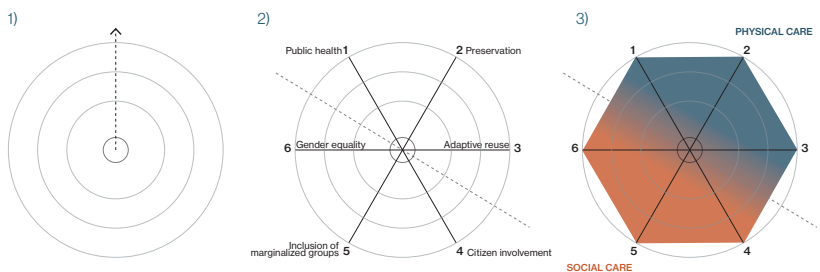 1)
2)
Public health 1
2 Preservation
6 Gender equality
Adaptive reuse 3
Inclusion of
marginalized groups 5
4 Citizen involvement
3)
PHYSICAL CARE
1
2
6
3
5
4
SOCIAL CARE